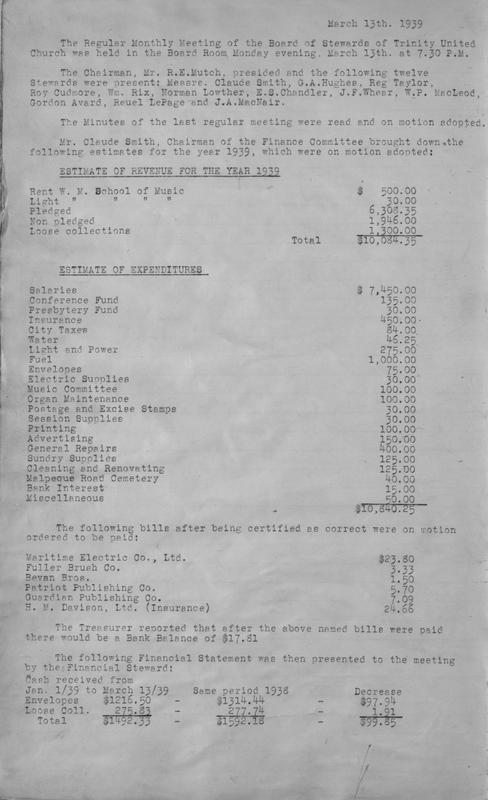 March 13th. 1939
The Regular Monthly Meeting of the Board of Stewards of Trinity United
Church was held in the Board Room Monday evening. March 13th. at 7.30 P.M.
The Chairman, Mr. R.E.Mutch, presided and the following twelve
Stewards were present: Messrs. Claude Smith, G.A.Hughes, Reg Taylor,
Roy Cudmore, Wm. Rix, Norman Lowther, E.S.Chandler, J.F.Whear, W.P. MacLeod,
Gordon Avard, Reuel LePage and J.A.MacNair.
The Minutes of the last regular meeting were read and on motion adopted.
Mr. Claude Smith, Chairman of the Finance Committee brought down the
following estimates for the year 1939, which were on motion adopted:
ESTIMATE OF REVENUE FOR THE YEAR 1939
Rent W. M. School of Music $ 500.00
Light " " " " 30.00
Pledged 6,308.35
Non pledged 1,946.00
Loose collections 1,300.00
Total $10,084.35
ESTIMATE OF EXPENDITURES
Salaries $ 7,450.00
Conference Fund 135.00
Presbytery Fund 30.00
Insurance 450.00
City Taxes 84.00
Water 46.25
Light and Power 275.00
Fuel 1,000.00
Envelopes 75.00
Electric Supplies 30.00
Music Committee 100.00
Organ Maintenance 100.00
Postage and Excise Stamps 30.00
Session Supplies 30.00
Printing 100.00
Advertising 150.00
General Repairs 400.00
Sundry Supplies 125.00
Cleaning and Renovating 125.00
Malpeque Road Cemetery 40.00
Bank Interest 15.00
Miscellaneous 50.00
$10,840.25
The following bills after being certified as correct were on motion
ordered to be paid:
Maritime Electric Co., Ltd. $23.80
Fuller Brush Co. 3.33
Bevan Bros. 1.50
Patriot Publishing Co. 5.70
Guardian Publishing Co. 7.09
H. M. Davison, Ltd. (Insurance) 24.66
The Treasurer reported that after the above named bills were paid
there would be a Bank Balance of $17.81
The following Financial Statement was then presented to the meeting
by the Financial Steward:
Cash received from
Jan. 1/39 to March 13/39 Same period 1938 Decrease
Envelopes $1216.50 - $1314.44 - $97.94
Loose Coll. 275.83 - 277.74 - 1.91
Total $1492.33 - $1592.18 - $99.85